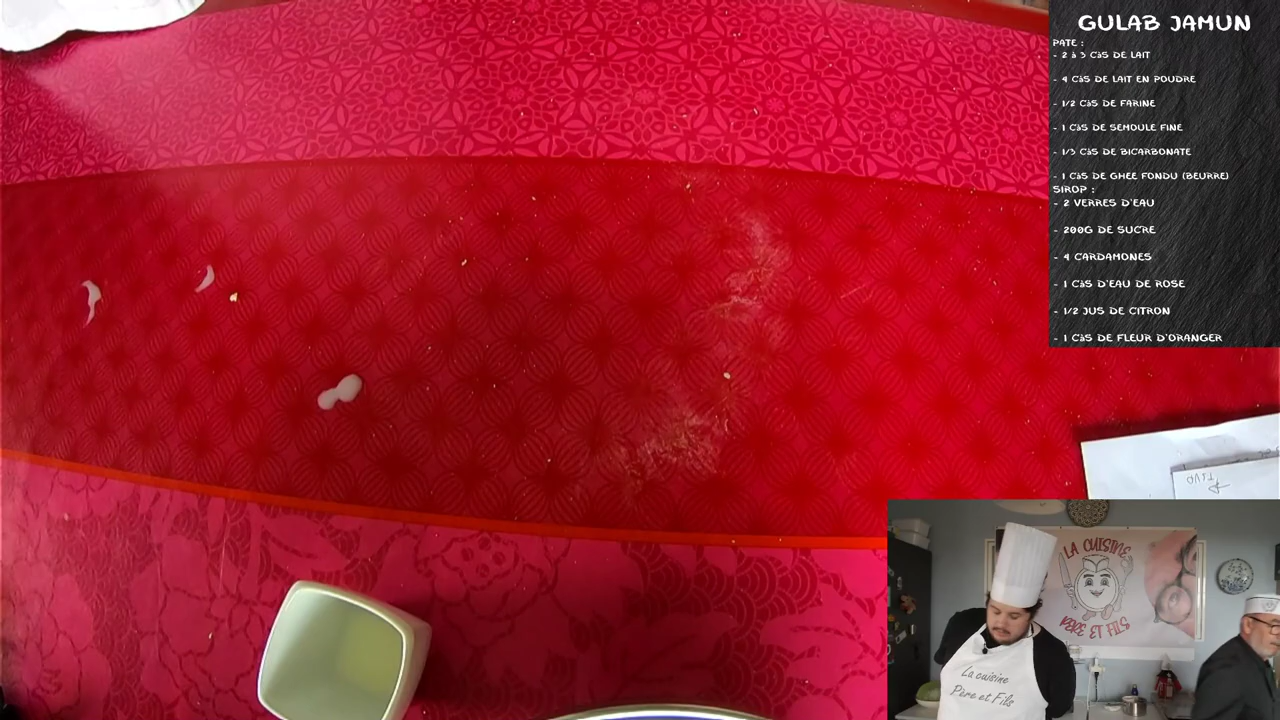 GULAB JAMUN
PATE :
- 2 à 3 CàS DE LAIT
- 4 CàS DE LAIT EN POUDRE
- 1/2 CàS DE FARINE
- 1 CàS DE SEMOULE FINE
- 1/3 CàS DE BICARBONATE
- 1 CàS DE GHEE FONDU (BEURRE)
SIROP :
- 2 VERRES D'EAU
- 200G DE SUCRE
- 4 CARDAMONES
- 1 CàS D'EAU DE ROSE
- 1/2 JUS DE CITRON
- 1 CàS DE FLEUR D'ORANGER
LA CUISINE
PÈRE ET FILS
La cuisine
Père et Fils